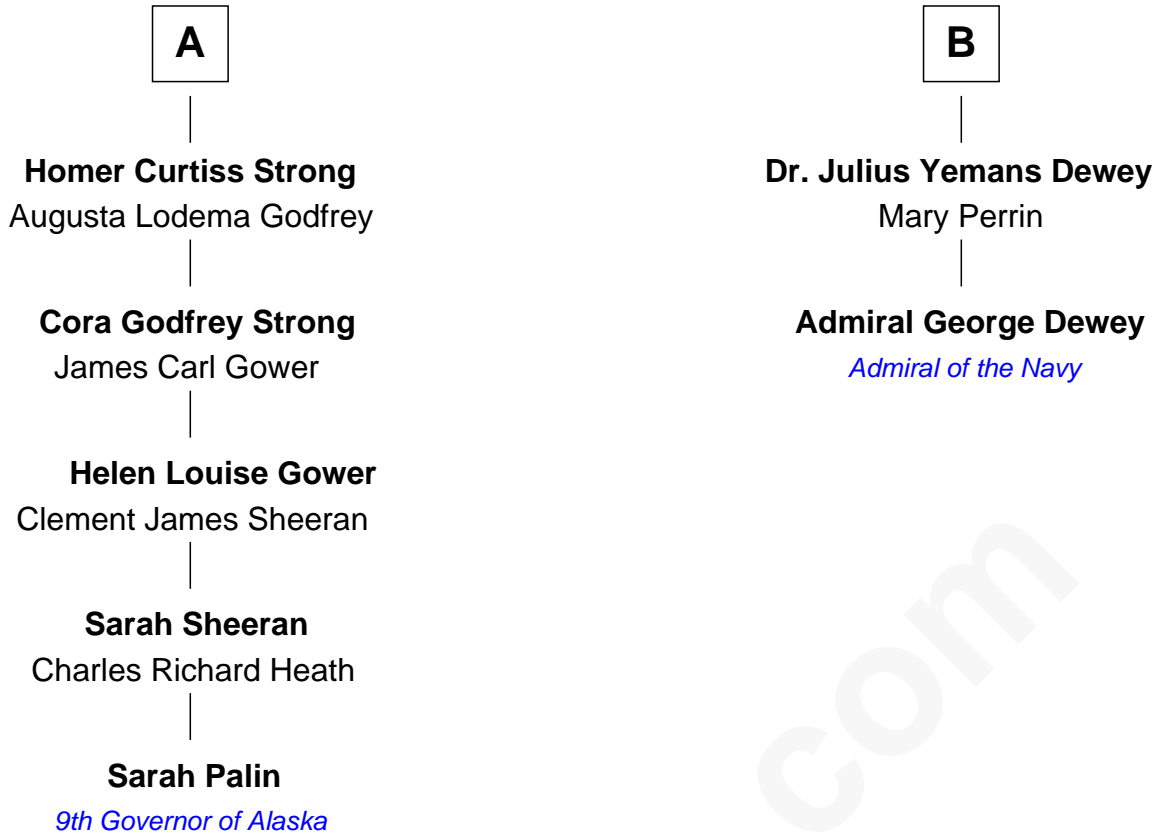 A
Homer Curtiss Strong
Augusta Lodema Godfrey
Cora Godfrey Strong
James Carl Gower
Helen Louise Gower
Clement James Sheeran
Sarah Sheeran
Charles Richard Heath
Sarah Palin
9th Governor of Alaska
B
Dr. Julius Yemans Dewey
Mary Perrin
Admiral George Dewey
Admiral of the Navy
com